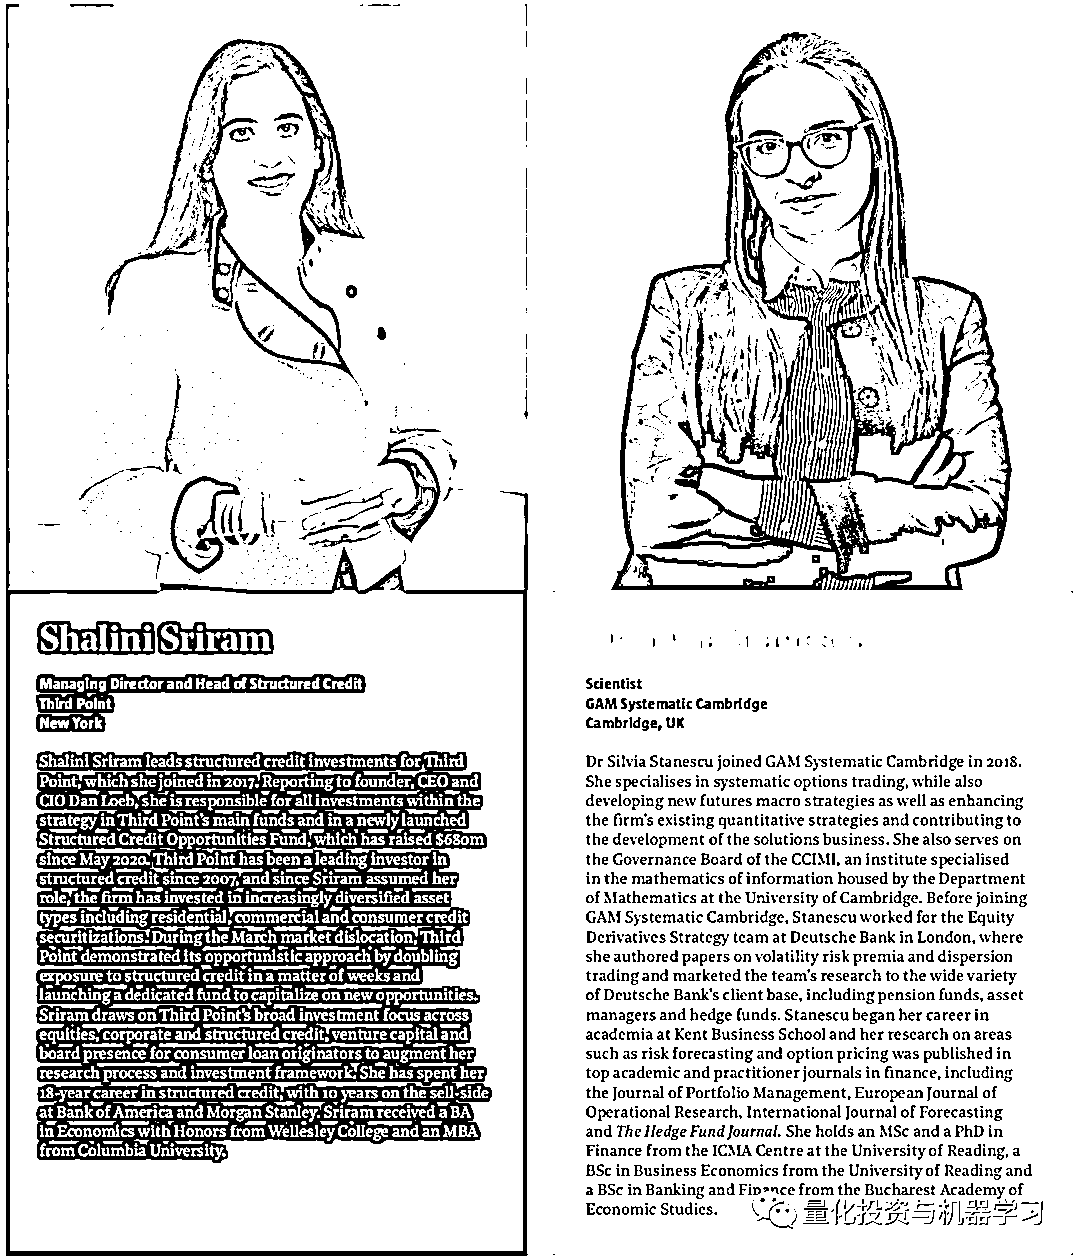 Shalini Sriram
Managing Director and Head of Structured Credit
Third Point
New York
Shalini Sriram leads structured credit investments for Third
Point, which she joined in 2017. Reporting to founder, CEO and
CIO Dan Loeb, she is responsible for all investments within the
strategy in Third Point's main funds and in a newly launched
Structured Credit Opportunities Fund, which has raised $680m
since May 2020. Third Point has been a leading investor in
structured credit since 2007, and since Sriram assumed her
role, the firm has invested in increasingly diversified asset
types including residential, commercial and consumer credit
securitizations. During the March market dislocation, Third
Point demonstrated its opportunistic approach by doubling
exposure to structured credit in a matter of weeks and
launching a dedicated fund to capitalize on new opportunities.
Sriram draws on Third Point's broad investment focus across
equities, corporate and structured credit, venture capital and
board presence for consumer loan originators to augment her
research process and investment framework. She has spent her
18-year career in structured credit, with 10 years on the sell-side
at Bank of America and Morgan Stanley. Sriram received a BA
in Economics with Honors from Wellesley College and an MBA
from Columbia University.
Scientist
GAM Systematic Cambridge
Cambridge, UK
Dr Silvia Stanescu joined GAM Systematic Cambridge in 2018.
She specialises in systematic options trading, while also
developing new futures macro strategies as well as enhancing
the firm's existing quantitative strategies and contributing to
the development of the solutions business. She also serves on
the Governance Board of the CCIMI, an institute specialised
in the mathematics of information housed by the Department
of Mathematics at the University of Cambridge. Before joining
GAM Systematic Cambridge, Stanescu worked for the Equity
Derivatives Strategy team at Deutsche Bank in London, where
she authored papers on volatility risk premia and dispersion
trading and marketed the team's research to the wide variety
of Deutsche Bank's client base, including pension funds, asset
managers and hedge funds. Stanescu began her career in
academia at Kent Business School and her research on areas
such as risk forecasting and option pricing was published in
top academic and practitioner journals in finance, including
the Journal of Portfolio Management, European Journal of
Operational Research, International Journal of Forecasting
and The Hedge Fund Journal. She holds an MSc and a PhD in
Finance from the ICMA Centre at the University of Reading, a
BSc in Business Economics from the University of Reading and
a BSc in Banking and Finance from the Bucharest Academy of
Economic Studies.
量化投资与机器学习